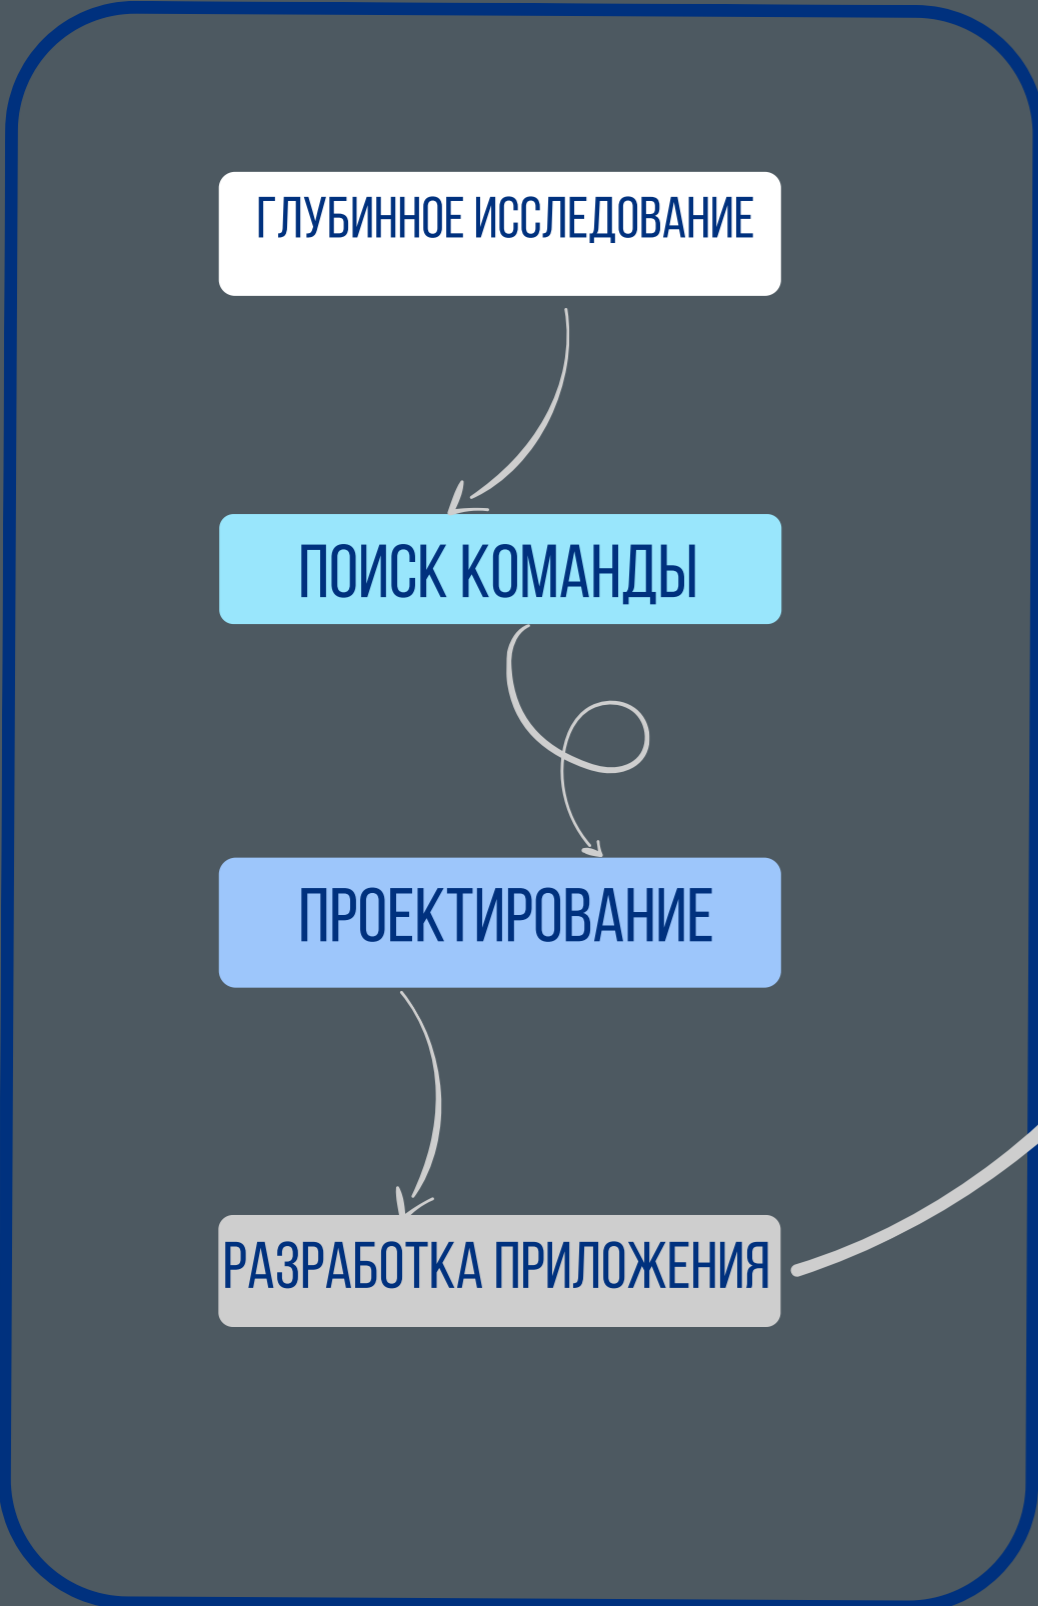 ГЛУБИННОЕ ИССЛЕДОВАНИЕ
ПОИСК КОМАНДЫ
ПРОЕКТИРОВАНИЕ
РАЗРАБОТКА ПРИЛОЖЕНИЯ